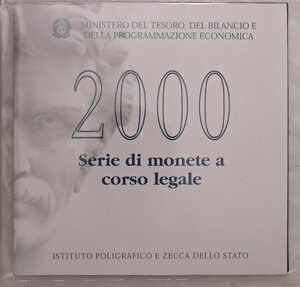 MINISTERO DEL TESORO, DEL BILANCIO E
DELLA PROGRAMMAZIONE ECONOMICA
2000
Serie di monete a
corso legale
ISTITUTO POLIGRAFICO E ZECCA DELLO STATO